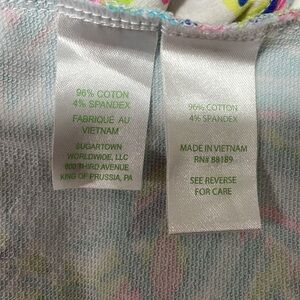 96% COTTON
4% SPANDEX
FABRIQUÉ AU
VIETNAM
SUGARTOWN
WORLDWIDE, LLC
800 THIRD AVENUE
KING OF PRUSSIA, PA
96% COTTON
4% SPANDEX
MADE IN VIETNAM
RN# 88189
SEE REVERSE
FOR CARE